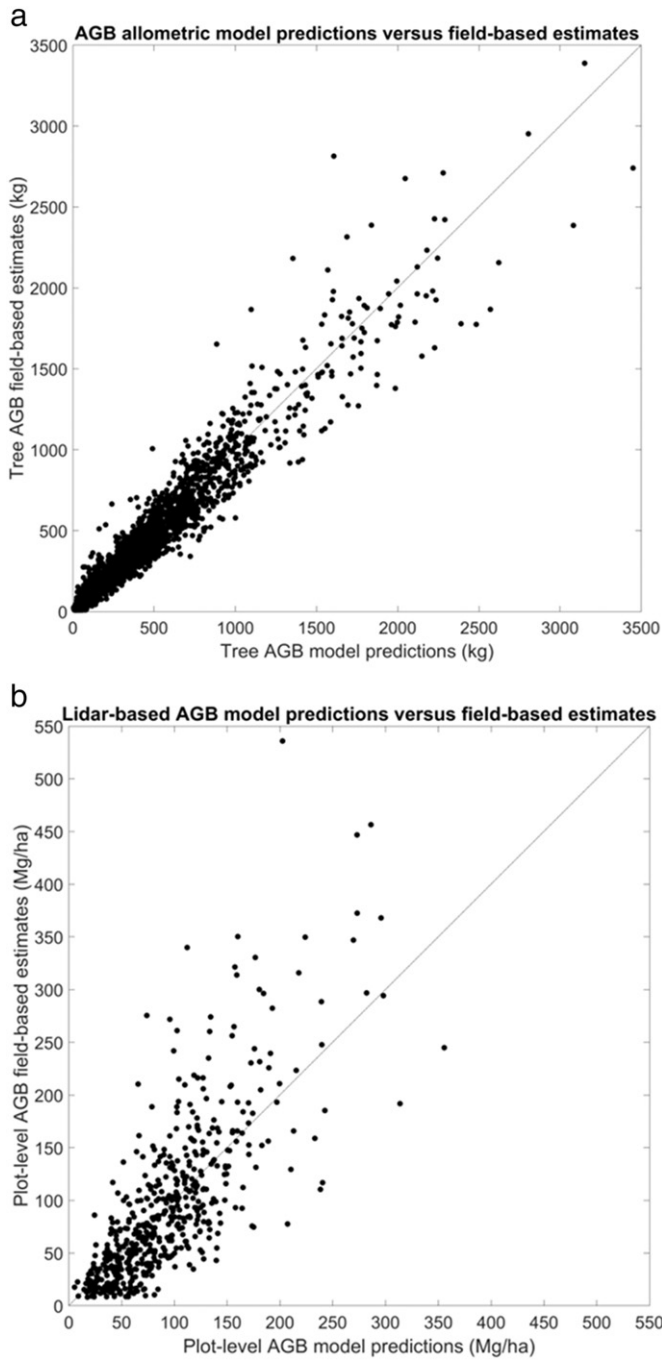 a
AGB allometric model predictions versus field-based estimates
3500
3000
2500
2000
1500
1000
500
0
Tree AGB field-based estimates (kg)
0 500 1000 1500 2000 2500 3000 3500
Tree AGB model predictions (kg)
b
Lidar-based AGB model predictions versus field-based estimates
550
500
450
400
350
300
250
200
150
100
50
0
Plot-level AGB field-based estimates (Mg/ha)
0 50 100 150 200 250 300 350 400 450 500 550
Plot-level AGB model predictions (Mg/ha)